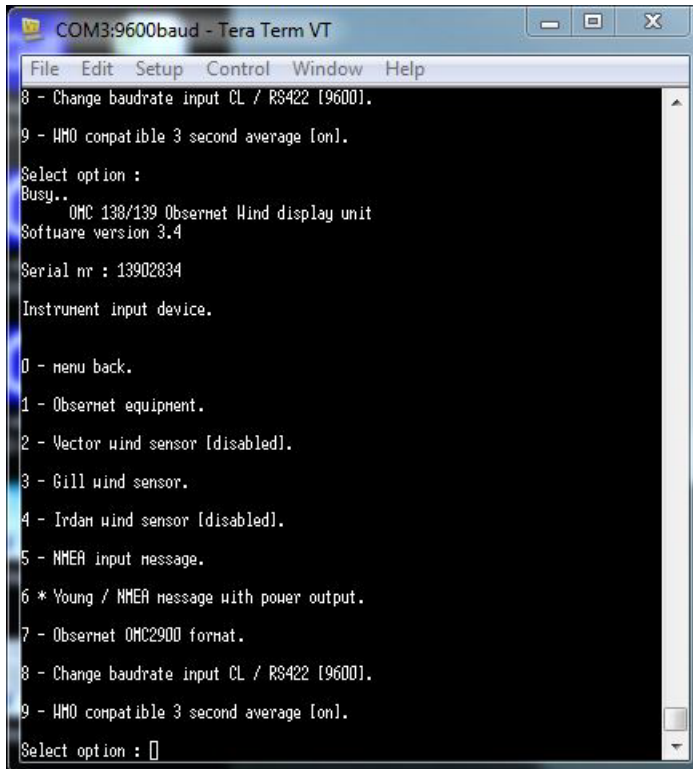 COM3:9600baud - Tera Term VT
File Edit Setup Control Window Help
8 - Change baudrate input CL / RS422 [9600].
9 - WMO compatible 3 second average [on].
Select option :
Busy..
OMC 138/139 Obsermet Wind display unit
Software version 3.4
Serial nr : 13902834
Instrument input device.
0 - menu back.
1 - Obsermet equipment.
2 - Vector wind sensor [disabled].
3 - Gill wind sensor.
4 - Irdam wind sensor [disabled].
5 - NMEA input message.
6 * Young / NMEA message with power output.
7 - Obsermet OMC2900 format.
8 - Change baudrate input CL / RS422 [9600].
9 - WMO compatible 3 second average [on].
Select option :